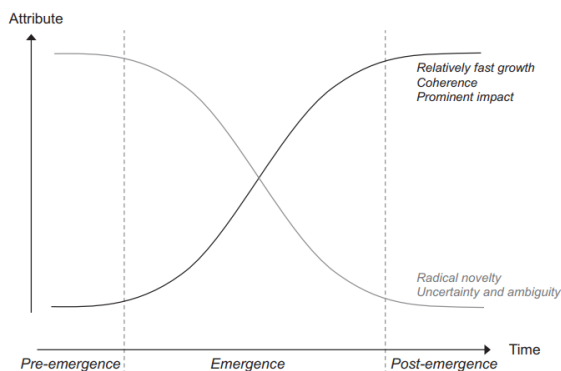 Attribute
Relatively fast growth
Coherence
Prominent impact
Radical novelty
Uncertainty and ambiguity
Time
Pre-emergence
Emergence
Post-emergence